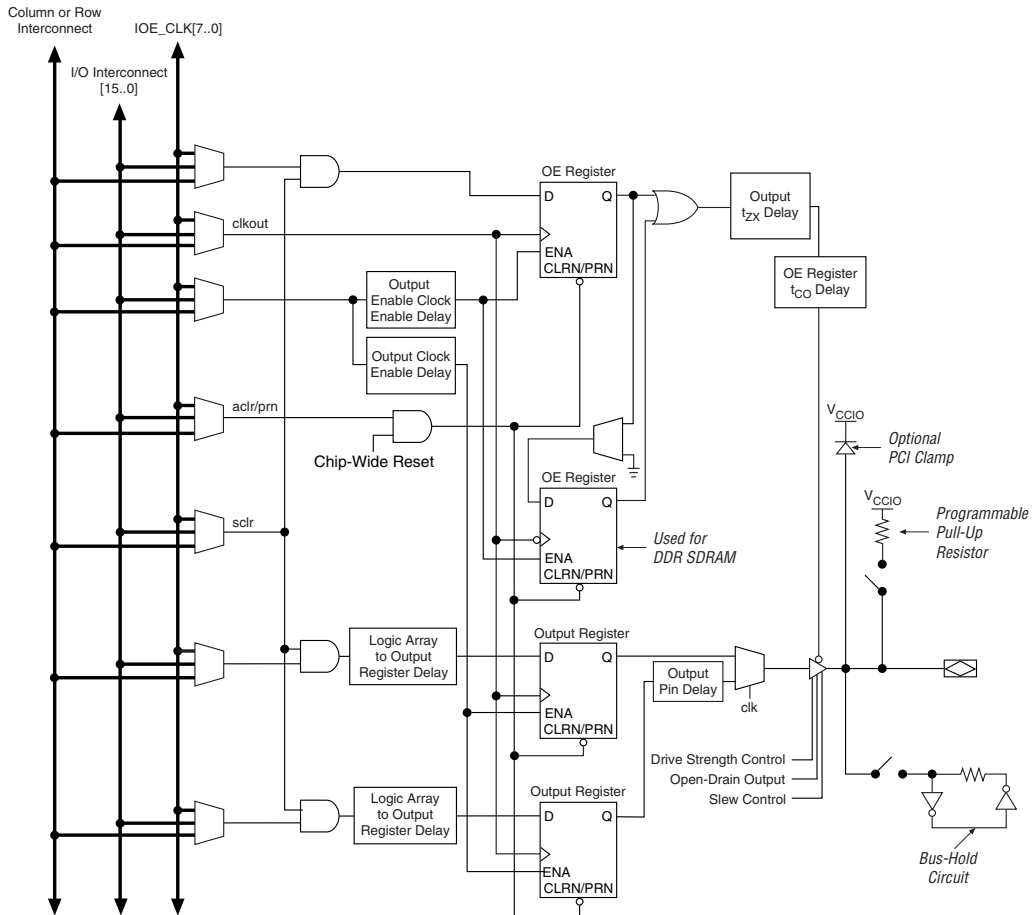 Column or Row
Interconnect
IOE_CLK[7..0]
I/O Interconnect
[15..0]
OE Register
D
Q
ENA
CLRN/PRN
Output
tZX Delay
clkout
OE Register
tCO Delay
Output
Enable Clock
Enable Delay
Output Clock
Enable Delay
aclr/prn
Chip-Wide Reset
VCCIO
Optional
PCI Clamp
OE Register
D
Q
ENA
CLRN/PRN
Used for
DDR SDRAM
VCCIO
Programmable
Pull-Up
Resistor
sclr
Logic Array
to Output
Register Delay
Output Register
D
Q
ENA
CLRN/PRN
Output
Pin Delay
clk
Drive Strength Control
Open-Drain Output
Slew Control
Logic Array
to Output
Register Delay
Output Register
D
Q
ENA
CLRN/PRN
Bus-Hold
Circuit